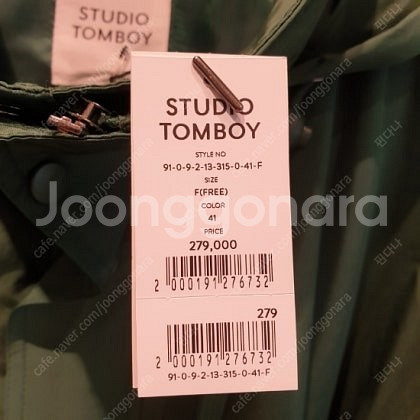 STUDIO
TOMBOY
STUDIO
TOMBOY
STYLE NO
91-0-9-2-13-315-0-41-F
SIZE
F(FREE)
COLOR
41
PRICE
279,000
2 000191 276732
279
2 000191 276732
91-0-9-2-13-315-0-41-F
Joonggonara
cafe.naver.com/joonggonara